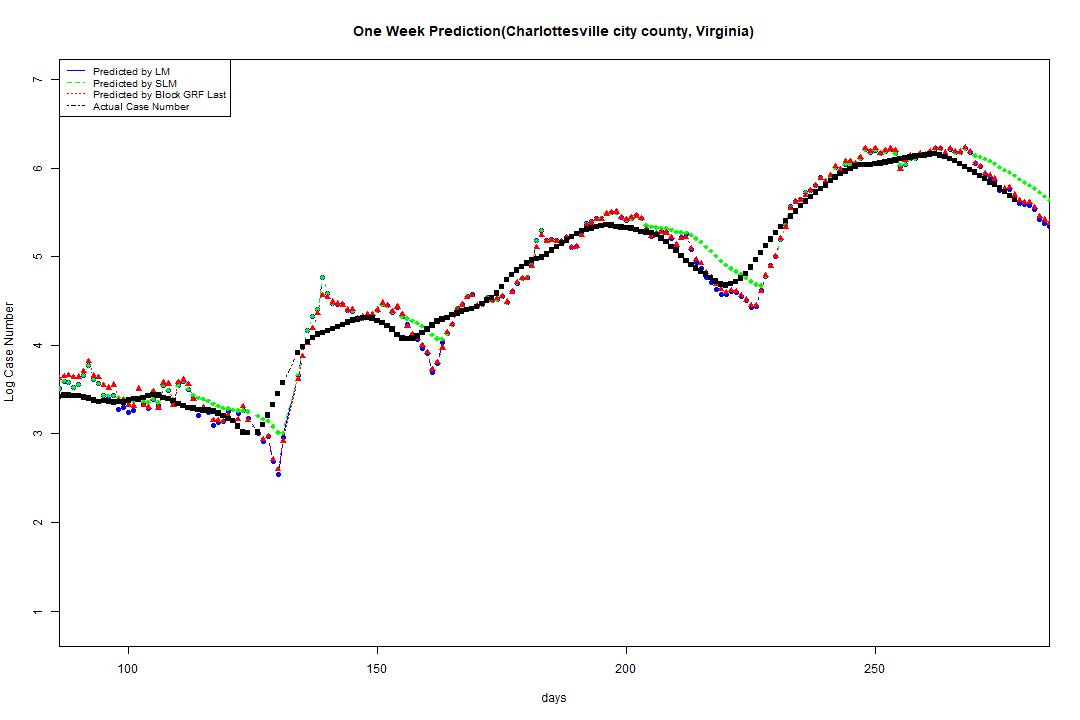 One Week Prediction(Charlottesville city county, Virginia)
Predicted by LM
Predicted by SLM
Predicted by Block GRF Last
Actual Case Number
7
6
5
4
3
2
1
Log Case Number
100 150 200 250
days